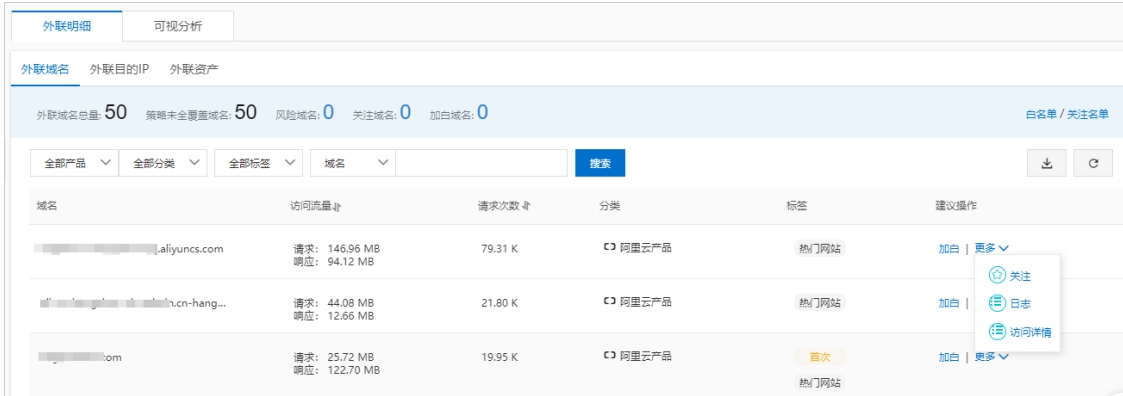 外联明细 可视分析
外联域名 外联目的IP 外联资产
外联域名总量: 50 策略未全覆盖域名: 50 风险域名: 0 关注域名: 0 加白域名: 0 白名单 / 关注名单
全部产品 全部分类 全部标签 域名 搜索
域名 访问流量 请求次数 分类 标签 建议操作
.aliyuncs.com 请求: 146.96 MB 79.31 K 阿里云产品 热门网站 加白 | 更多
响应: 94.12 MB
关注
n.cn-hang... 请求: 44.08 MB 21.80 K 阿里云产品 热门网站 加白 | 日志
响应: 12.66 MB
访问详情
om 请求: 25.72 MB 19.95 K 阿里云产品 首次 加白 | 更多
响应: 122.70 MB
热门网站